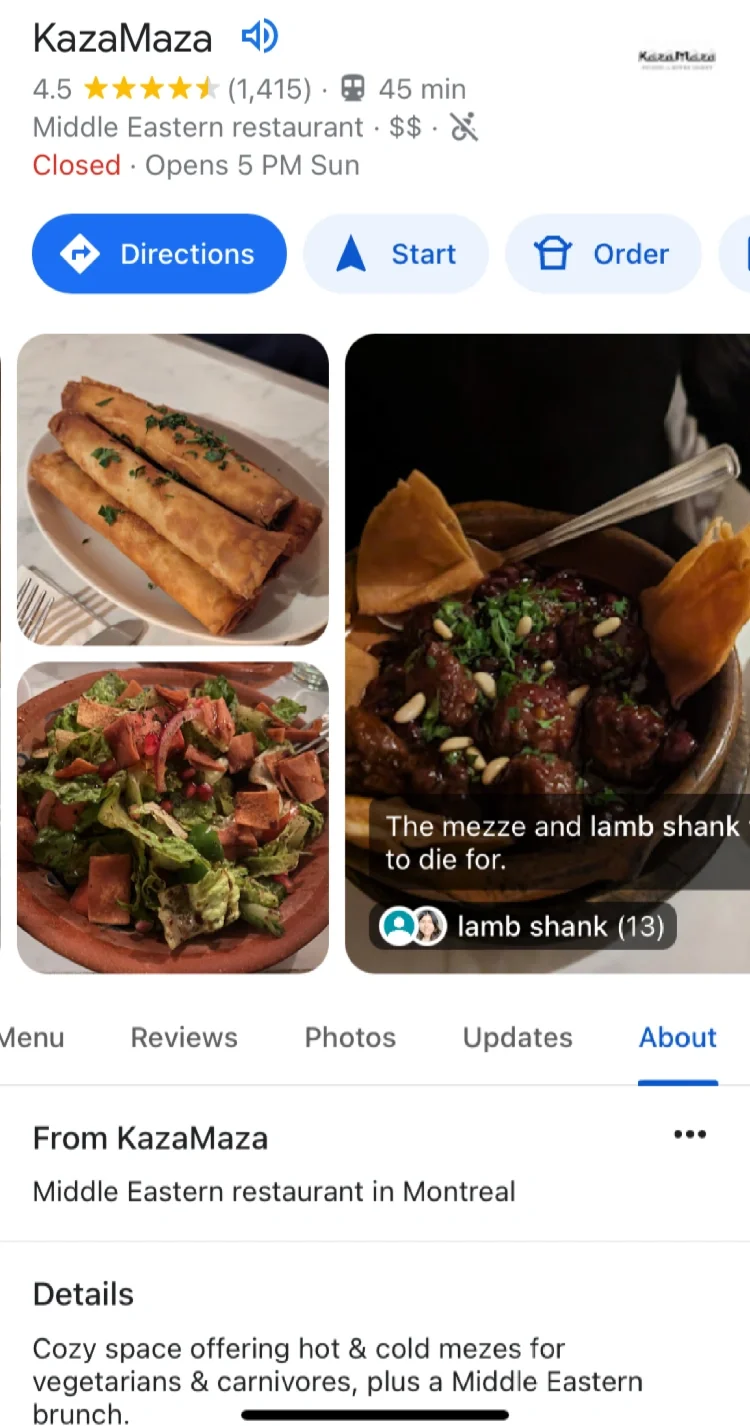 KazaMaza
KazaMaza
4.5 (1,415) · 45 min
Middle Eastern restaurant · $$ ·
Closed · Opens 5 PM Sun
Directions
Start
Order
The mezze and lamb shank
to die for.
lamb shank (13)
Menu
Reviews
Photos
Updates
About
From KazaMaza
Middle Eastern restaurant in Montreal
Details
Cozy space offering hot & cold mezes for
vegetarians & carnivores, plus a Middle Eastern
brunch.